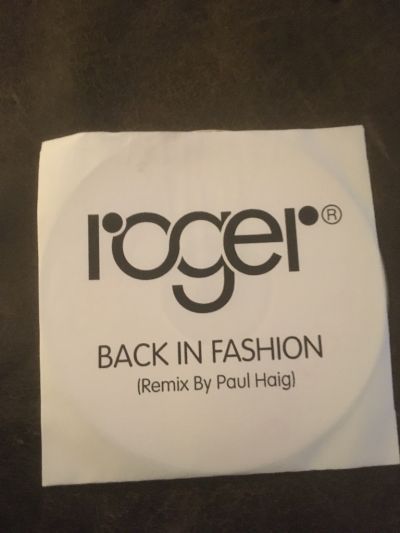 roger®
BACK IN FASHION
(Remix By Paul Haig)